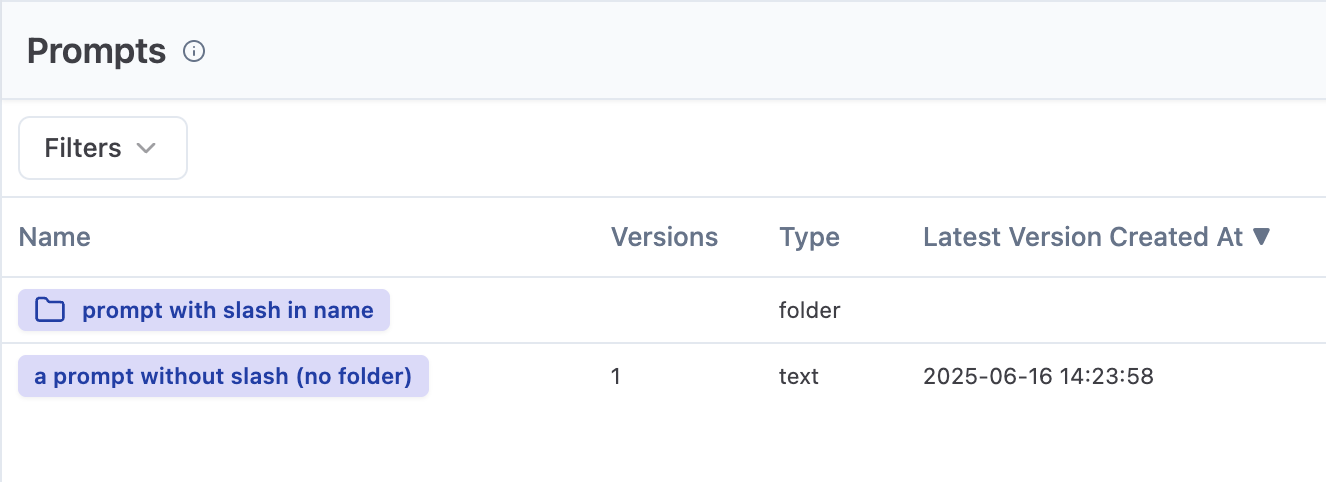 Prompts
Filters
Name Versions Type Latest Version Created At ▼
prompt with slash in name folder
a prompt without slash (no folder) 1 text 2025-06-16 14:23:58